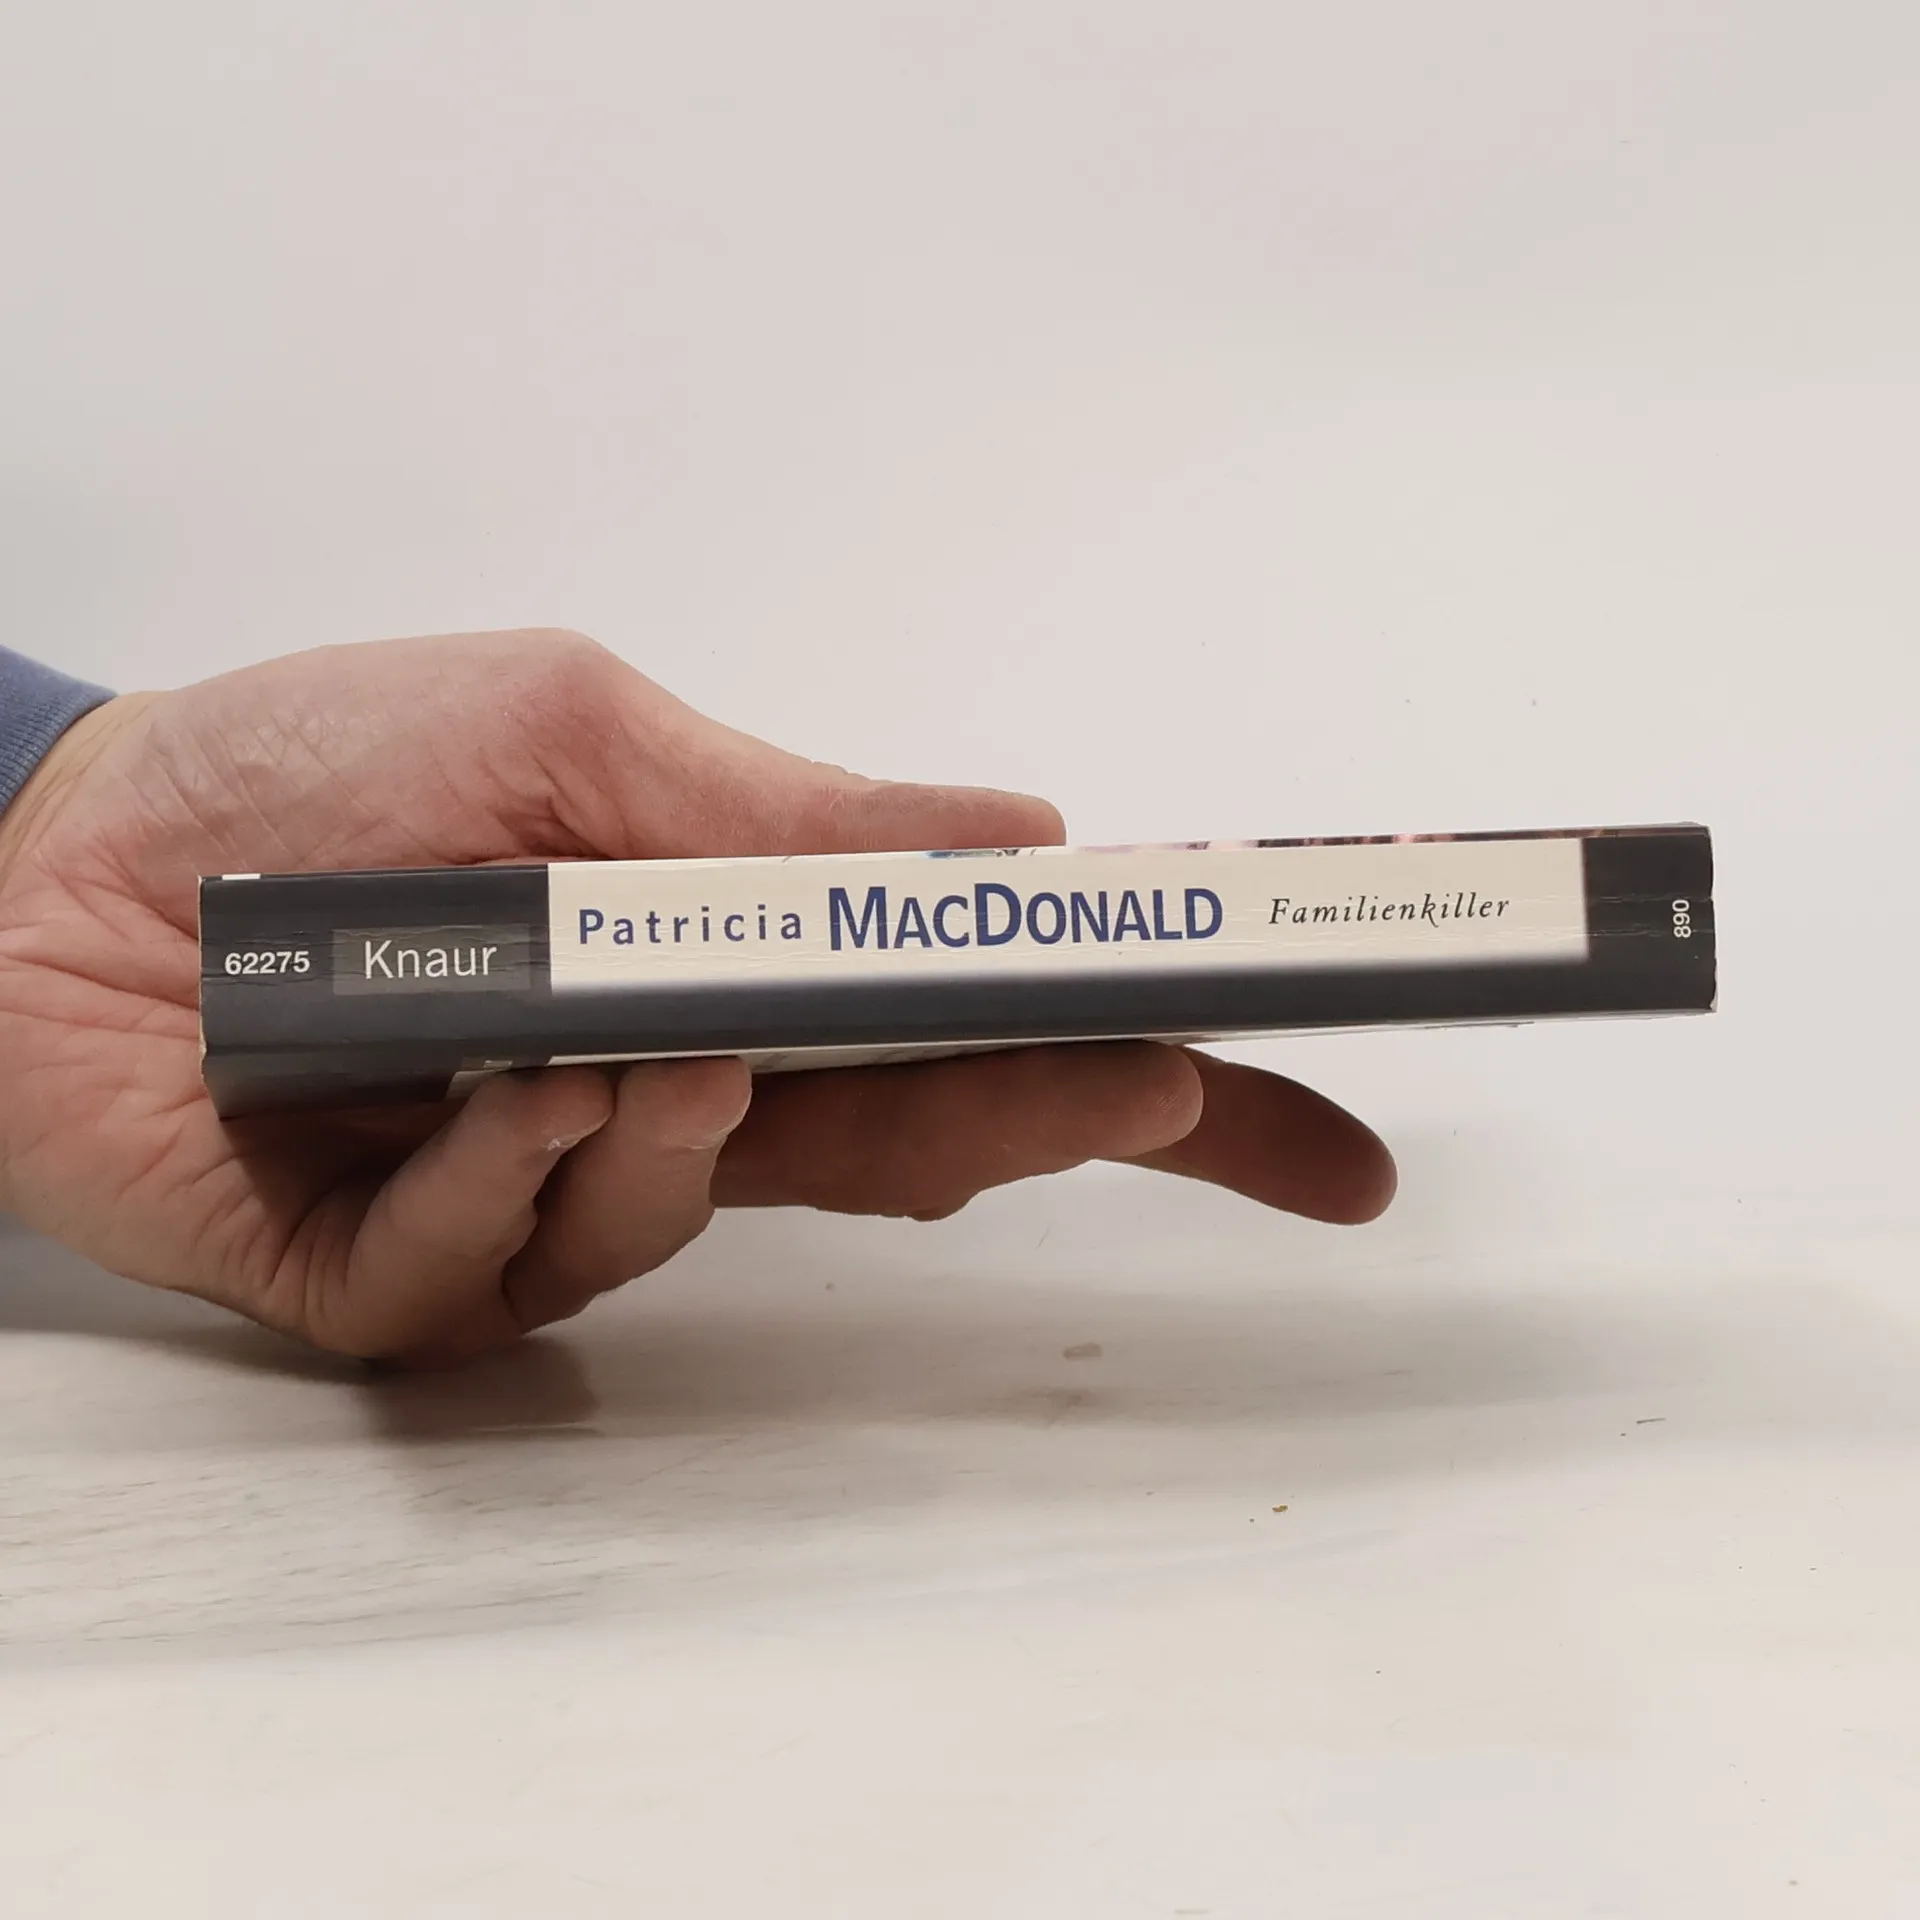 62275
Knaur
Patricia MACDONALD Familienkiller
890